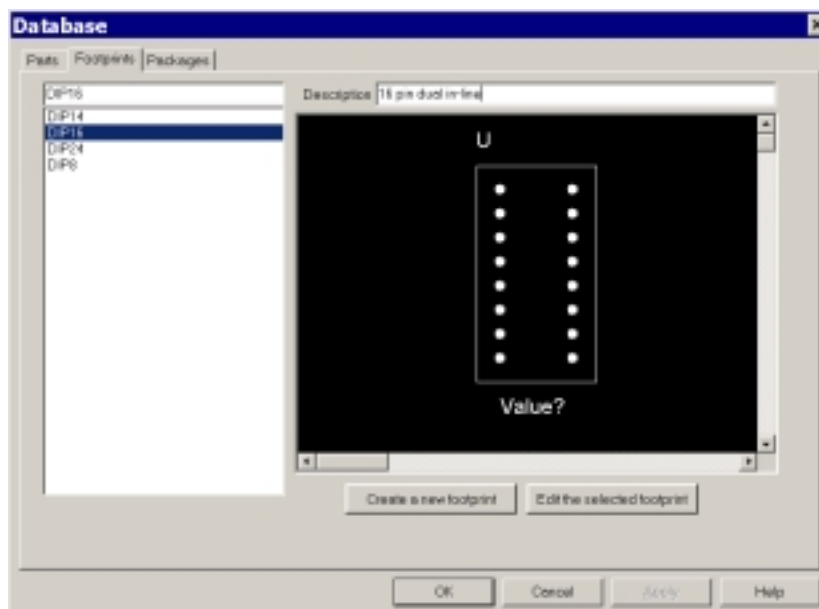 Database
Parts Footprints Packages
DIP16
Description 16 pin dual in-line
DIP14
DIP16
DIP24
DIP8
U
Value?
Create a new footprint Edit the selected footprint
OK Cancel Apply Help